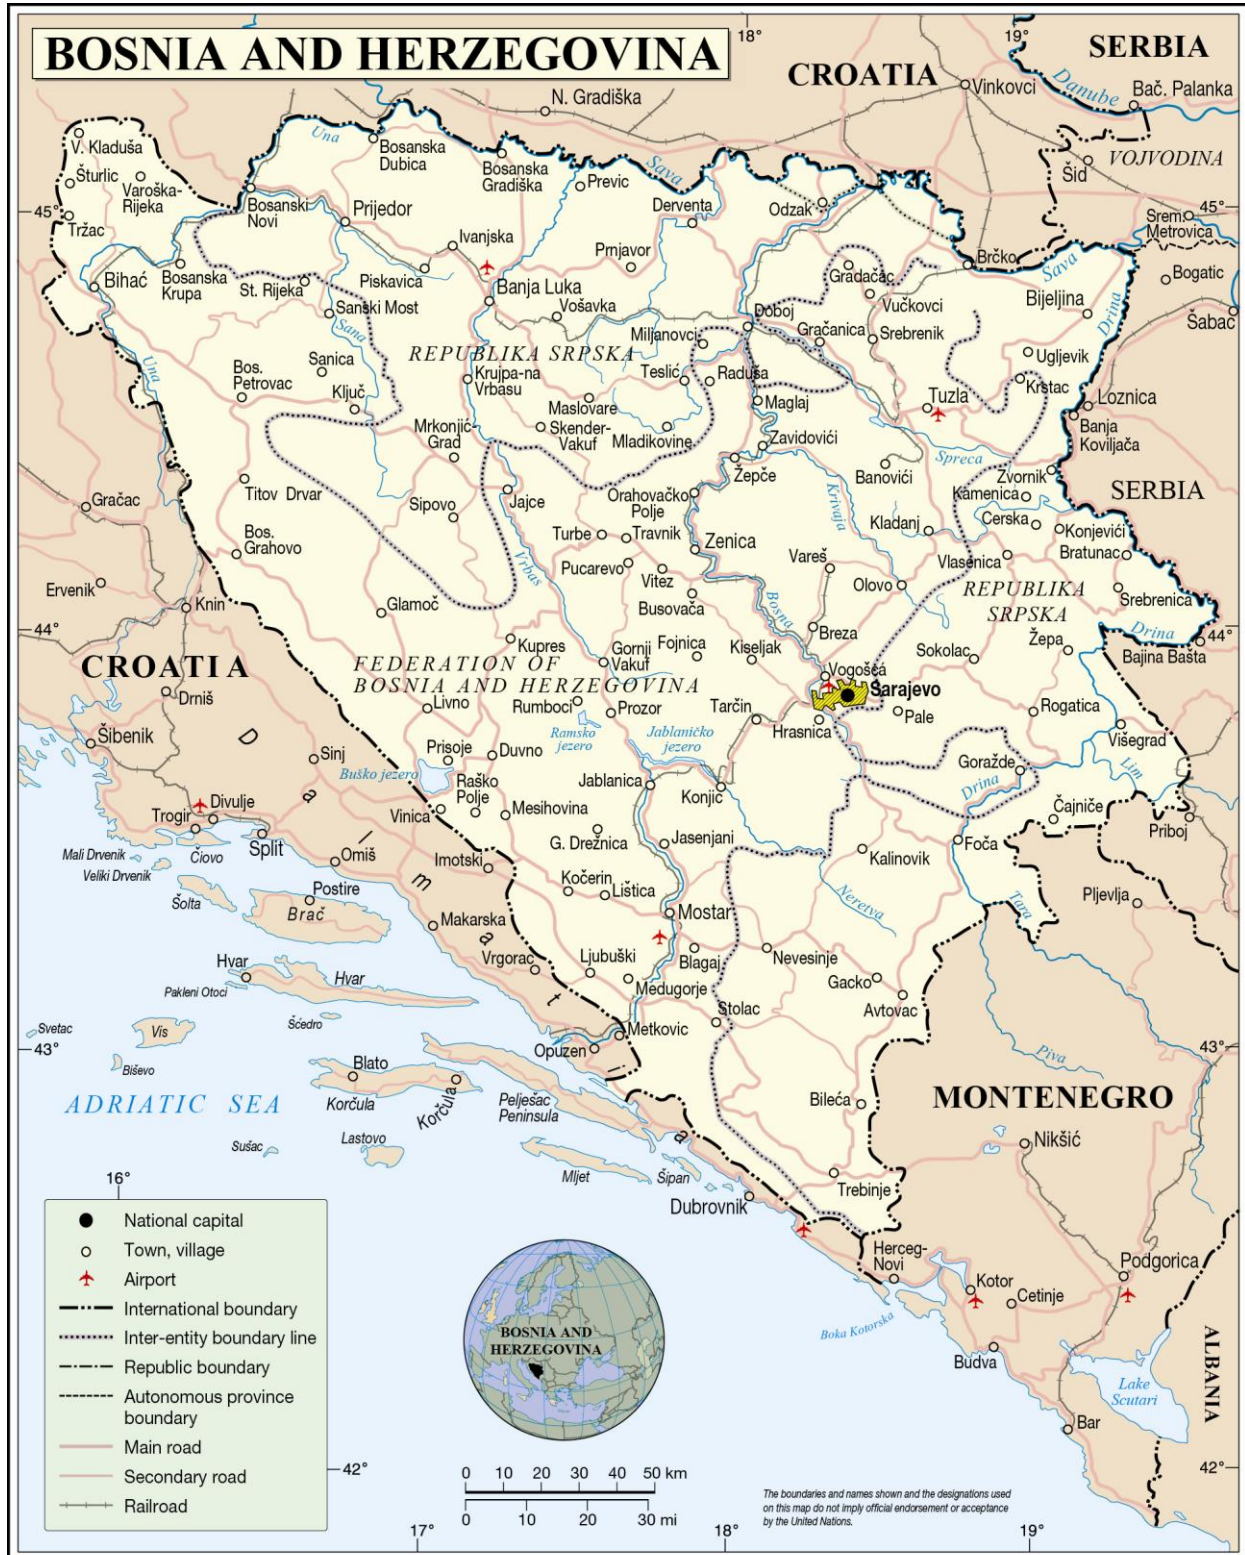 BOSNIA AND HERZEGOVINA
18°
19°
SERBIA
CROATIA
Vinkovci
Danube
Bač. Palanka
N. Gradiška
V. Kladuša
Una
Bosanska
Dubica
Bosanska
Gradiška
Previc
Sava
VOJVODINA
Šid
Šturlic
Varoška-
Rijeka
Bosanski
Novi
Prijedor
Derventa
Odzak
45°
45°
Srem.
Metrovica
Tržac
Ivanjska
Prnjavor
Bihać
Bosanska
Krupa
St. Rijeka
Piskavica
Banja Luka
Gradačac
Brčko
Sava
Bogatic
Sanski Most
Sana
Vošavka
Doboj
Vučkovci
Bijeljina
Drina
Šabac
Miljanovci
Gračanica
Srebrenik
Una
REPUBLIKA SRPSKA
Sanica
Bos.
Petrovac
Ključ
Krujpa-na
Vrbasu
Teslić
Raduša
Ugljevik
Krstac
Maslovare
Maglaj
Tuzla
Loznica
Banja
Koviljača
Mrkonjić-
Grad
Skender-
Vakuf
Mladikovine
Zavidovići
Žepče
Banovići
Spreca
Zvornik
Kamenica
SERBIA
Gračac
Titov Drvar
Sipovo
Jajce
Orahovačko
Polje
Krivaja
Kladanj
Cerska
Konjevići
Bratunac
Bos.
Grahovo
Turbe
Travnik
Zenica
Vareš
Vlasenica
Vrbas
Pucarevo
Vitez
Olovo
REPUBLIKA
SRPSKA
Ervenik
Knin
Glamoč
Busovača
Bosna
Srebrenica
44°
44°
Breza
Žepa
Drina
Bajina Bašta
Kupres
Gornji
Vakuf
Fojnica
Kiseljak
Sokolac
CROATIA
FEDERATION OF
BOSNIA AND HERZEGOVINA
Vogošća
Sarajevo
Drniš
Livno
Rumboci
Prozor
Tarčin
Hrasnica
Pale
Rogatica
Šibenik
Ramsko
jezero
Jablaničko
jezero
Višegrad
Sinj
Prisoje
Duvno
Buško jezero
Raško
Polje
Jablanica
Konjic
Goražde
Drina
Lim
Divulje
Trogir
Vinica
Mesihovina
Čajniče
Priboj
Mali Drvenik
Čiovo
Split
Omiš
Imotski
G. Drežnica
Jasenjani
Kalinovik
Foča
Veliki Drvenik
Šolta
Postire
Brač
Kočerin
Lištica
Neretva
Tara
Pljevlja
Makarska
Mostar
Dalmatia
Hvar
Vrgorac
Ljubuški
Blagaj
Nevesinje
Hvar
Pakleni Otoci
Medugorje
Gacko
Avtovac
Šćedro
Stolac
Svetac
Vis
Metkovic
43°
43°
Biševo
Blato
Opuzen
Piva
ADRIATIC SEA
Korčula
Korčula
Pelješac
Peninsula
Bileća
MONTENEGRO
Sušac
Lastovo
Mljet
Šipan
Nikšić
16°
Dubrovnik
Trebinje
National capital
Town, village
Airport
International boundary
Inter-entity boundary line
Republic boundary
Autonomous province
boundary
Main road
Secondary road
Railroad
BOSNIA AND
HERZEGOVINA
Herceg-
Novi
Podgorica
Kotor
Cetinje
Boka Kotorska
Budva
ALBANIA
Lake
Scutari
Bar
42°
42°
0 10 20 30 40 50 km
0 10 20 30 mi
The boundaries and names shown and the designations used
on this map do not imply official endorsement or acceptance
by the United Nations.
17°
18°
19°